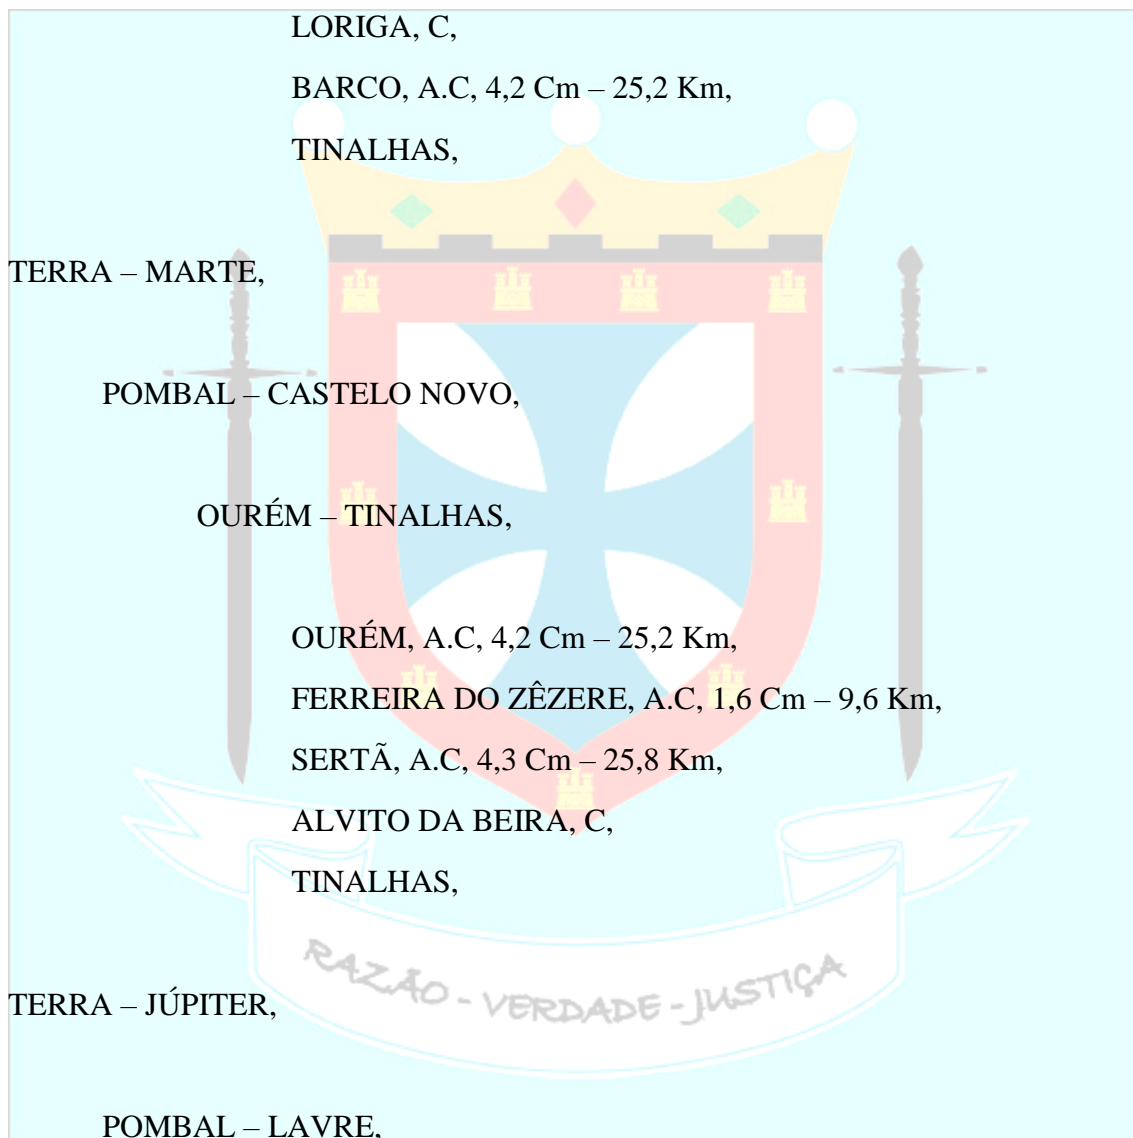 LORIGA, C,
BARCO, A.C, 4,2 Cm – 25,2 Km,
TINALHAS,
TERRA – MARTE,
POMBAL – CASTELO NOVO,
OURÉM – TINALHAS,
OURÉM, A.C, 4,2 Cm – 25,2 Km,
FERREIRA DO ZÊZERE, A.C, 1,6 Cm – 9,6 Km,
SERTÃ, A.C, 4,3 Cm – 25,8 Km,
ALVITO DA BEIRA, C,
TINALHAS,
RAZÃO - VERDADE - JUSTIÇA
TERRA – JÚPITER,
POMBAL – LAVRE,